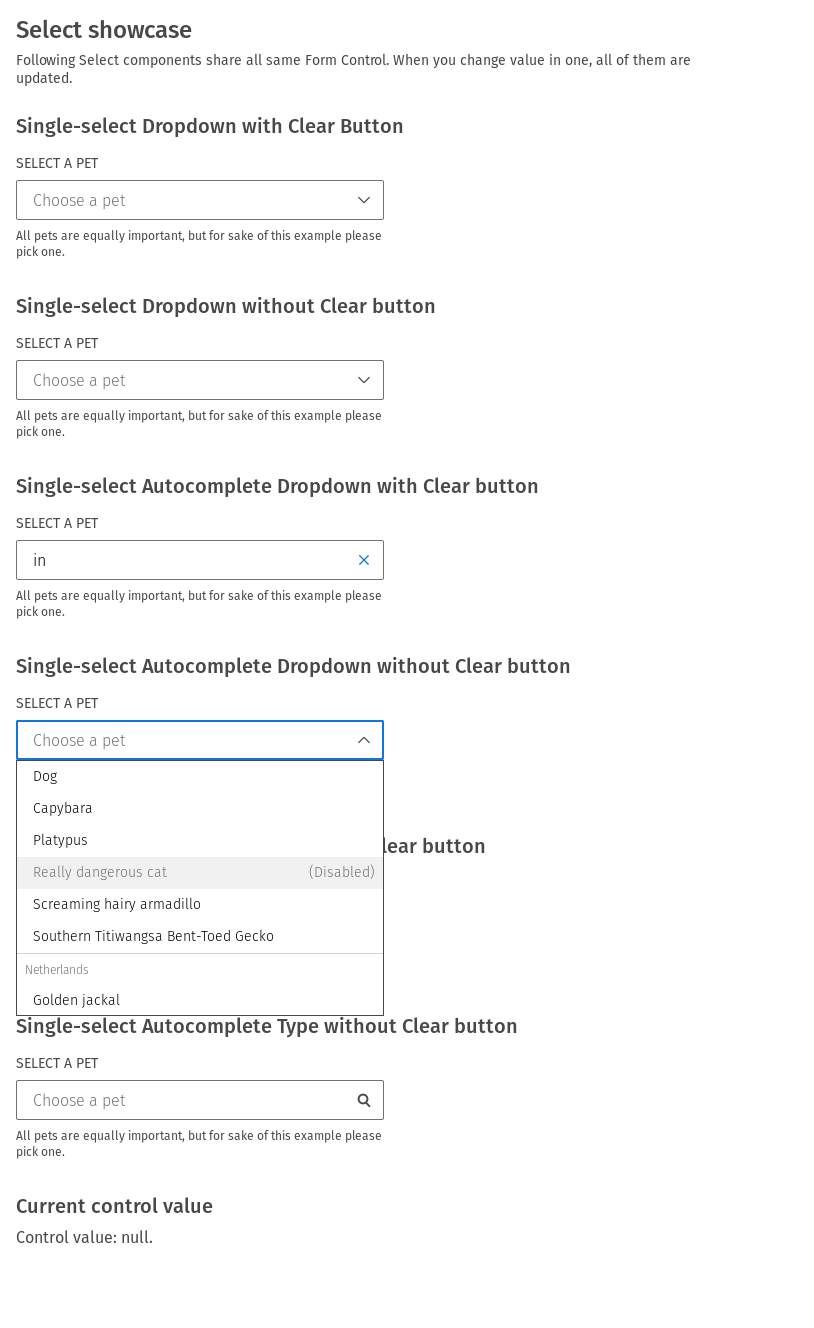 Select showcase
Following Select components share all same Form Control. When you change value in one, all of them are
updated.
Single-select Dropdown with Clear Button
SELECT A PET
Choose a pet
All pets are equally important, but for sake of this example please
pick one.
Single-select Dropdown without Clear button
SELECT A PET
Choose a pet
All pets are equally important, but for sake of this example please
pick one.
Single-select Autocomplete Dropdown with Clear button
SELECT A PET
in
All pets are equally important, but for sake of this example please
pick one.
Single-select Autocomplete Dropdown without Clear button
SELECT A PET
Choose a pet
Dog
Capybara
Platypus
lear button
Really dangerous cat (Disabled)
Screaming hairy armadillo
Southern Titiwangsa Bent-Toed Gecko
Netherlands
Golden jackal
Single-select Autocomplete Type without Clear button
SELECT A PET
Choose a pet
All pets are equally important, but for sake of this example please
pick one.
Current control value
Control value: null.